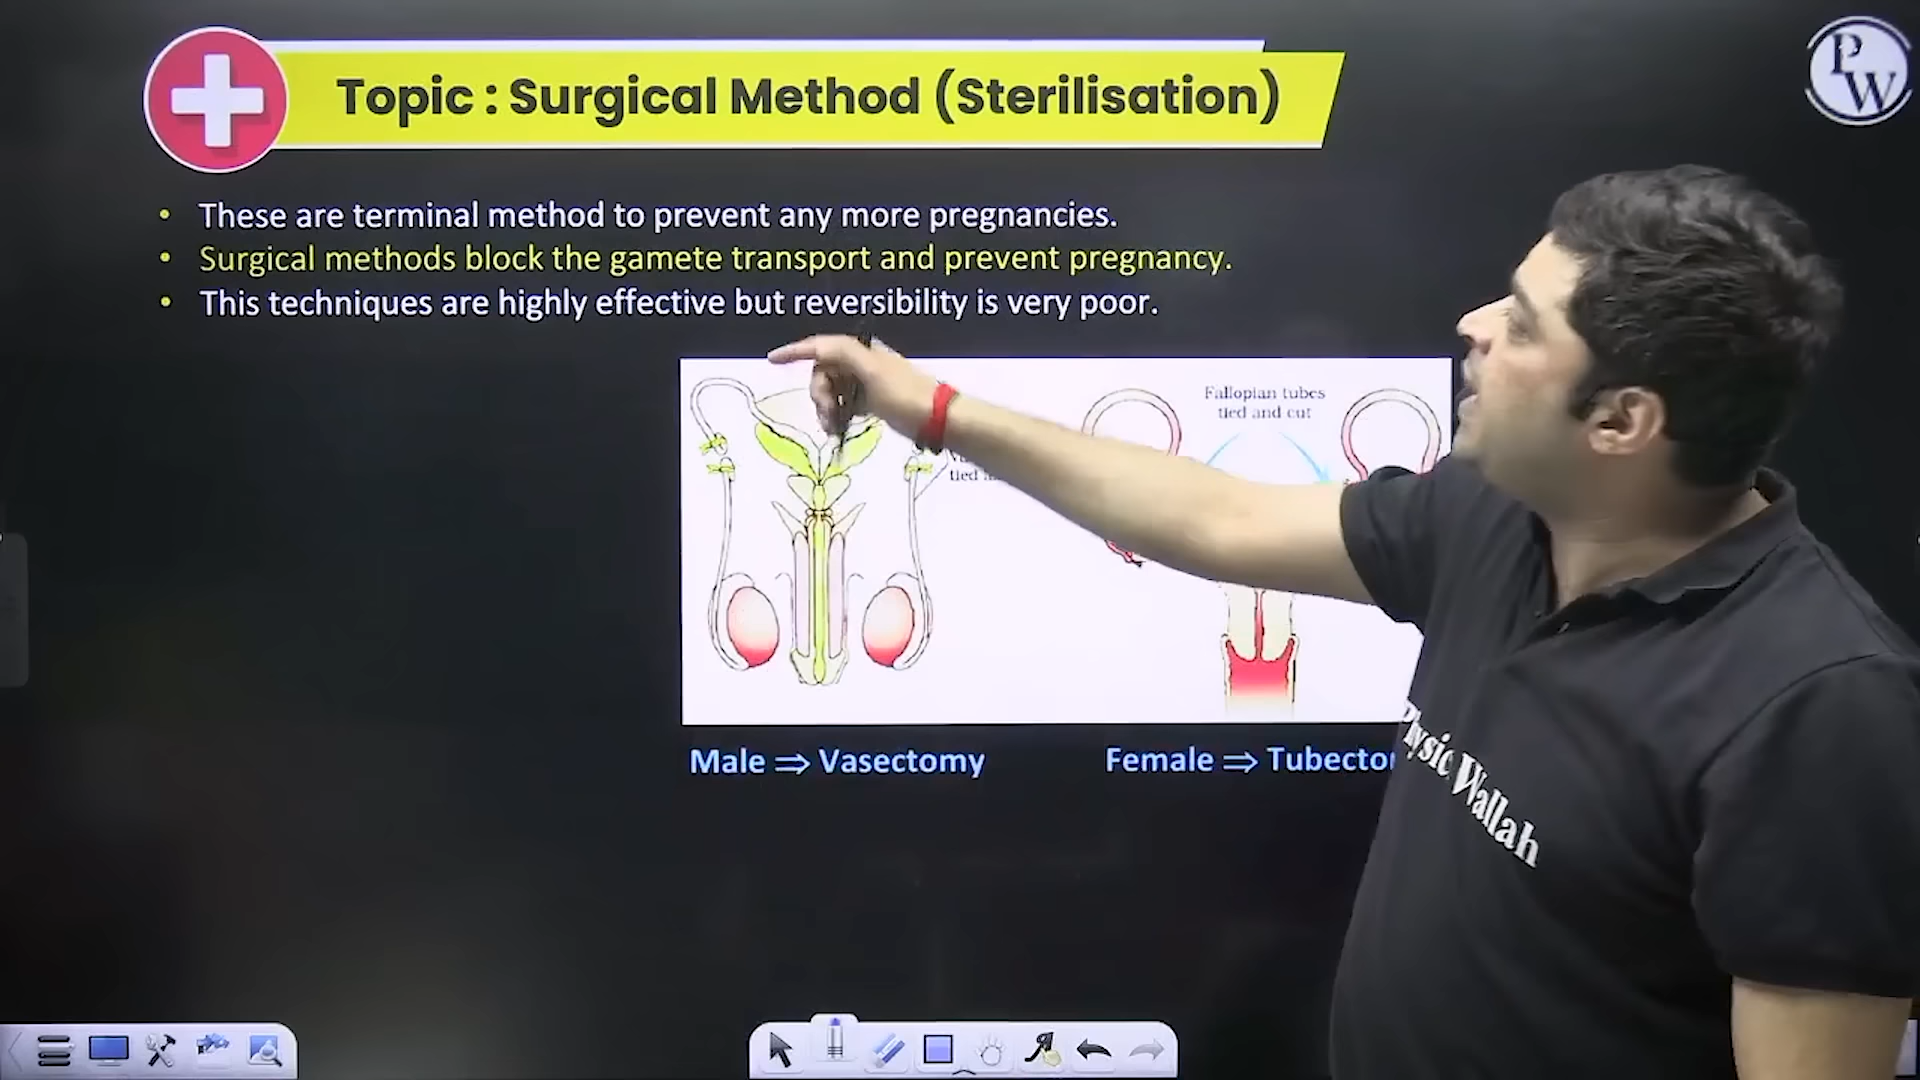 PW
Topic : Surgical Method (Sterilisation)
• These are terminal method to prevent any more pregnancies.
• Surgical methods block the gamete transport and prevent pregnancy.
• This techniques are highly effective but reversibility is very poor.
Fallopian tubes
tied and cut
tied
Male ⇒ Vasectomy
Female ⇒ Tubector
Physic Wallah